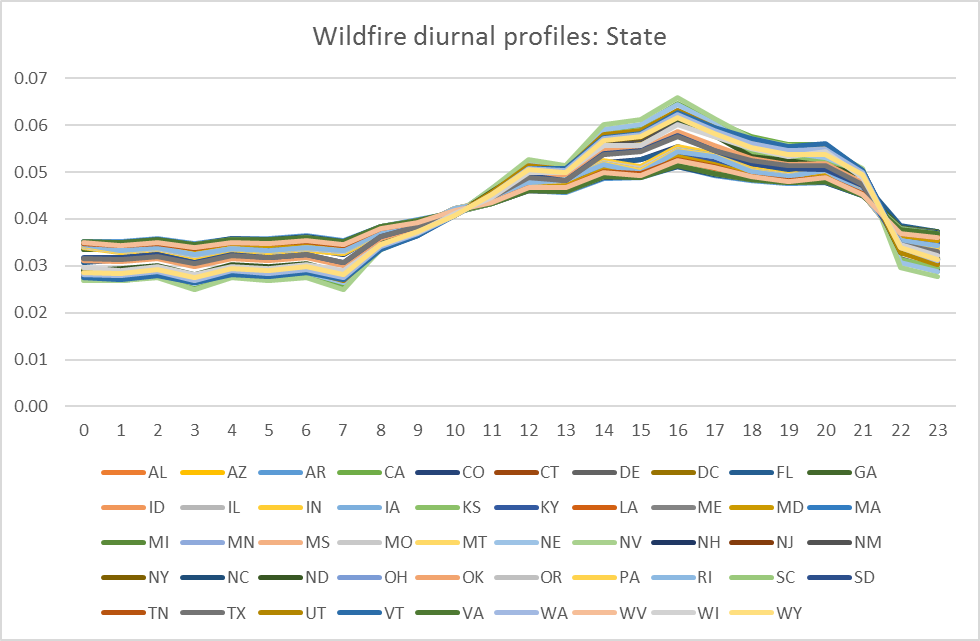 Wildfire diurnal profiles: State
0.07
0.06
0.05
0.04
0.03
0.02
0.01
0.00
0 1 2 3 4 5 6 7 8 9 10 11 12 13 14 15 16 17 18 19 20 21 22 23
AL AZ AR CA CO CT DE DC FL GA
ID IL IN IA KS KY LA ME MD MA
MI MN MS MO MT NE NV NH NJ NM
NY NC ND OH OK OR PA RI SC SD
TN TX UT VT VA WA WV WI WY